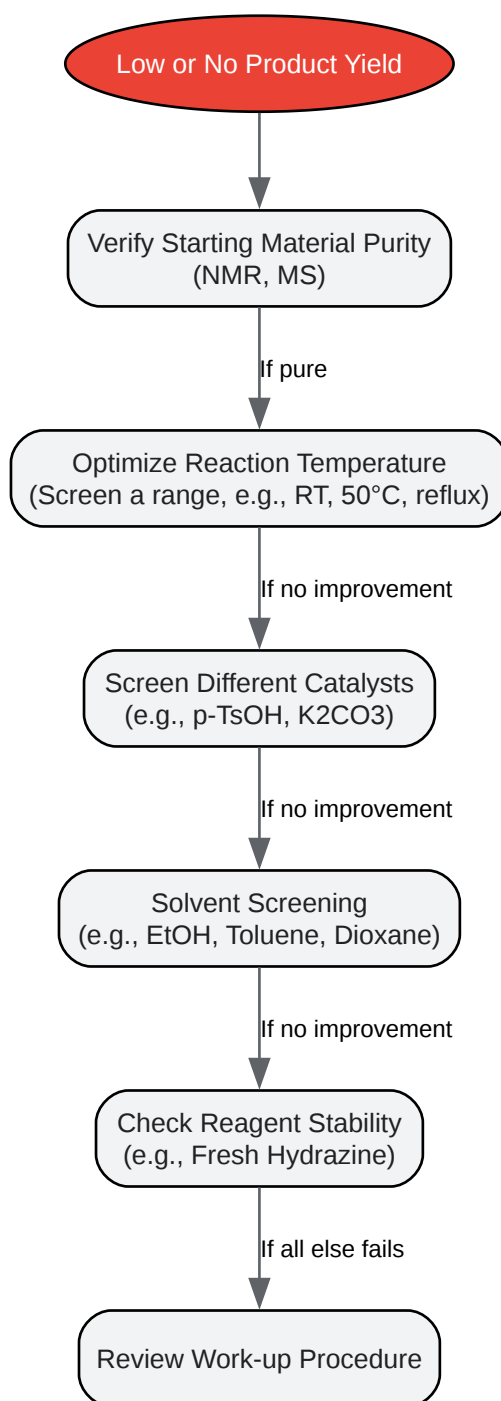 Low or No Product Yield
Verify Starting Material Purity
(NMR, MS)
If pure
Optimize Reaction Temperature
(Screen a range, e.g., RT, 50°C, reflux)
If no improvement
Screen Different Catalysts
(e.g., p-TsOH, K2CO3)
If no improvement
Solvent Screening
(e.g., EtOH, Toluene, Dioxane)
If no improvement
Check Reagent Stability
(e.g., Fresh Hydrazine)
If all else fails
Review Work-up Procedure